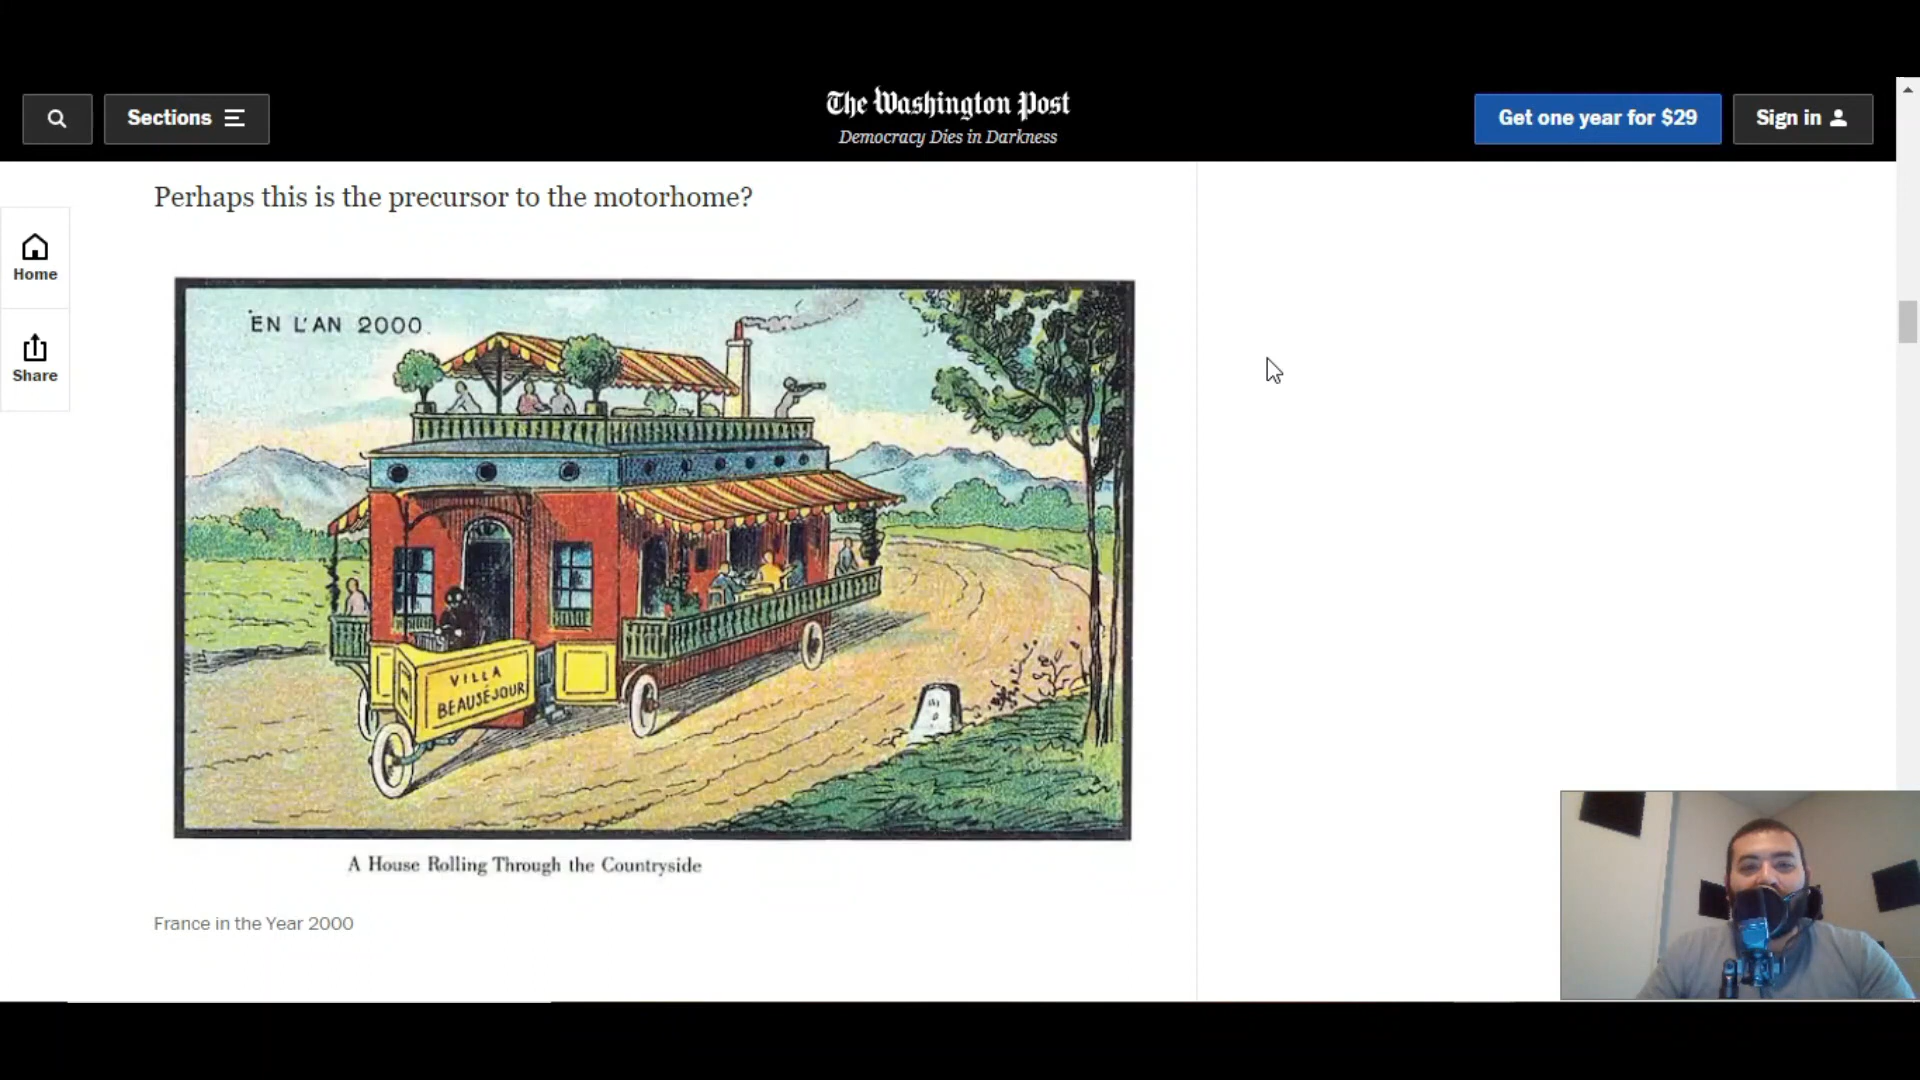 Sections
The Washington Post
Democracy Dies in Darkness
Get one year for $29
Sign in
Perhaps this is the precursor to the motorhome?
Home
Share
EN L'AN 2000
VILLA
BEAUSÉJOUR
A House Rolling Through the Countryside
France in the Year 2000